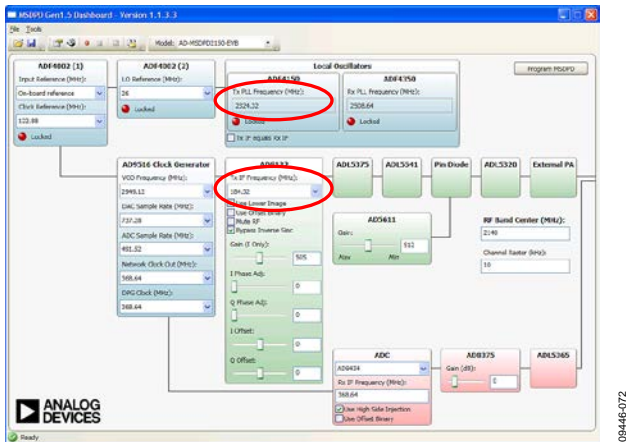 MSDPD Gen1.5 Dashboard - Version 1.1.3.3
File Tools
Model: AD-MSDPD2150-EVB
Program MSDPD
ADF4002 (1)
Input Reference (MHz):
On-board reference
Clock Reference (MHz):
122.88
Locked
ADF4002 (2)
LO Reference (MHz):
26
Locked
Local Oscillators
ADF4150
Tx PLL Frequency (MHz):
2324.32
Locked
Tx IF equals Rx IF
ADF4350
Rx PLL Frequency (MHz):
2508.64
Locked
AD9516 Clock Generator
VCO Frequency (MHz):
2949.12
DAC Sample Rate (MHz):
737.28
ADC Sample Rate (MHz):
491.52
Network Clock Out (MHz):
368.64
DPG Clock (MHz):
368.64
AD9122
Tx IF Frequency (MHz):
184.32
Use Lower Image
Use Offset Binary
Mute RF
Bypass Inverse Sinc
Gain (I Only):
505
I Phase Adj:
0
Q Phase Adj:
0
I Offset:
0
Q Offset:
0
ADL5375
ADL5541
Pin Diode
ADL5320
External PA
AD5611
Gain:
512
Max
Min
RF Band Center (MHz):
2140
Channel Raster (kHz):
10
ADC
AD6434
Rx IF Frequency (MHz):
368.64
Use High Side Injection
Use Offset Binary
AD8375
Gain (dB):
0
ADL5365
ANALOG
DEVICES
Ready
09446-072